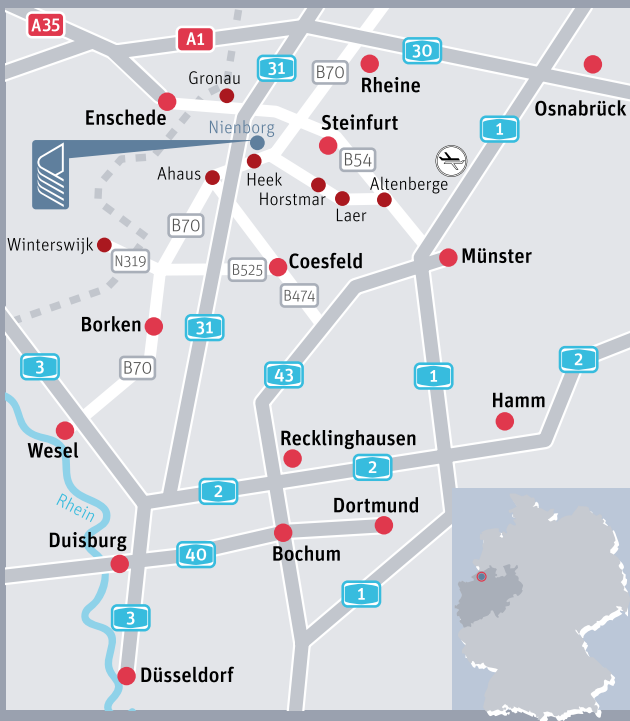 A35
A1
30
31
B70
Gronau
Rheine
Enschede
Osnabrück
Nienborg
Steinfurt
1
B54
Ahaus
Heek
Altenberge
Horstmar
Laer
B70
Winterswijk
N319
B525
Coesfeld
Münster
B474
Borken
31
3
B70
43
1
2
Hamm
Wesel
Recklinghausen
2
2
Rhein
Dortmund
Duisburg
40
Bochum
1
3
Düsseldorf